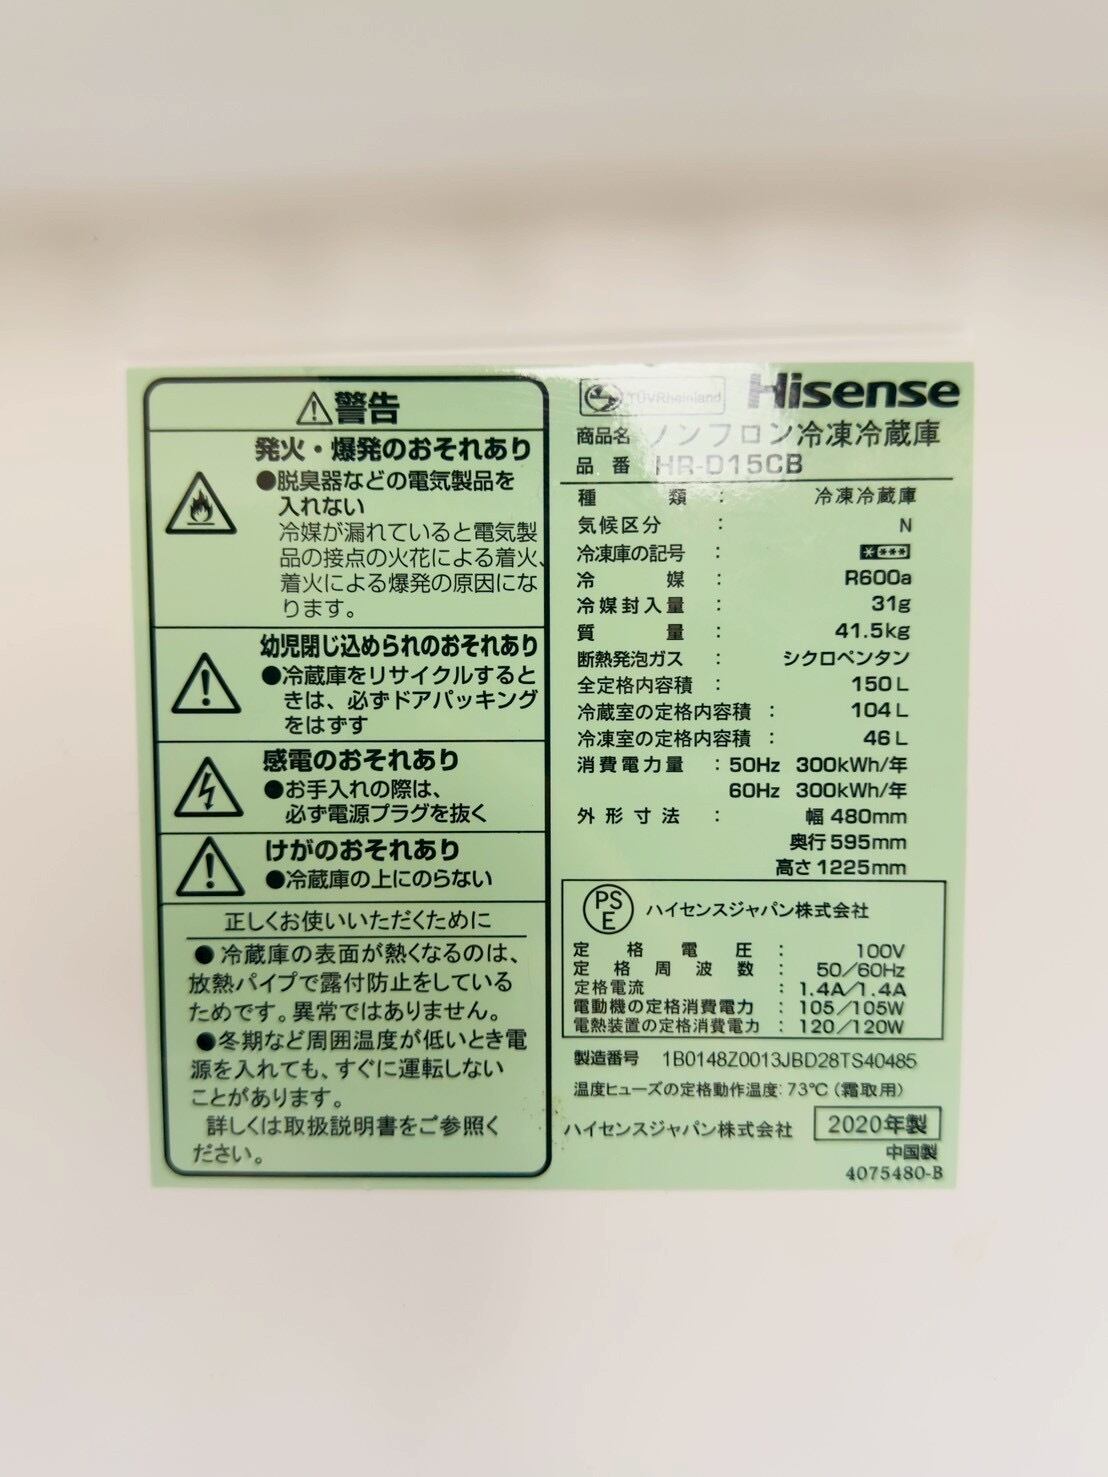 ⚠警告
発火・爆発のおそれあり
●脱臭器などの電気製品を
入れない
冷媒が漏れていると電気製
品の接点の火花による着火、
着火による爆発の原因にな
ります。
幼児閉じ込められのおそれあり
●冷蔵庫をリサイクルすると
きは、必ずドアパッキング
をはずす
感電のおそれあり
●お手入れの際は、
必ず電源プラグを抜く
けがのおそれあり
●冷蔵庫の上にのらない
正しくお使いいただくために
●冷蔵庫の表面が熱くなるのは、
放熱パイプで露付防止をしている
ためです。異常ではありません。
●冬期など周囲温度が低いとき電
源を入れても、すぐに運転しない
ことがあります。
詳しくは取扱説明書をご参照く
ださい。
TÜVRheinland Hisense
商品名 ノンフロン冷凍冷蔵庫
品番 HR-D15CB
種類 : 冷凍冷蔵庫
気候区分 : N
冷凍庫の記号 : ****
冷媒 : R600a
冷媒封入量 : 31g
質量 : 41.5kg
断熱発泡ガス : シクロペンタン
全定格内容積 : 150L
冷蔵室の定格内容積 : 104L
冷凍室の定格内容積 : 46L
消費電力量 : 50Hz 300kWh/年
60Hz 300kWh/年
外形寸法 : 幅480mm
奥行595mm
高さ1225mm
PSE ハイセンスジャパン株式会社
定格電圧 : 100V
定格周波数 : 50/60Hz
定格電流 : 1.4A/1.4A
電動機の定格消費電力 : 105/105W
電熱装置の定格消費電力 : 120/120W
製造番号 1B0148Z0013JBD28TS40485
温度ヒューズの定格動作温度:73℃(霜取用)
ハイセンスジャパン株式会社 2020年製
中国製
4075480-B